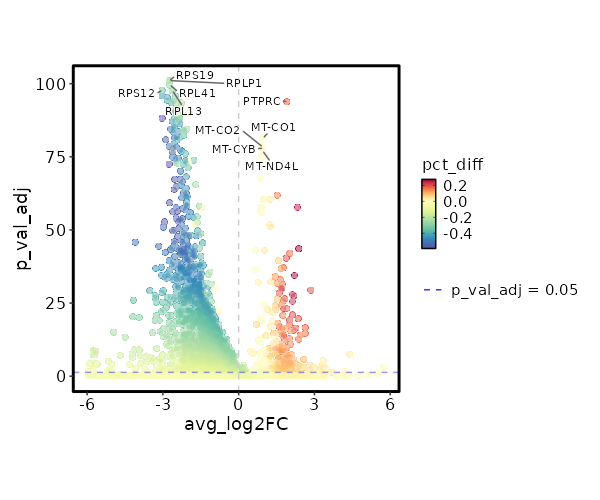 RPS19
RPLP1
RPS12
RPL41
RPL13
PTPRC
MT-CO2
MT-CO1
MT-CYB
MT-ND4L
100
75
50
25
0
p_val_adj
-6
-3
0
3
6
avg_log2FC
pct_diff
0.2
0.0
-0.2
-0.4
p_val_adj = 0.05